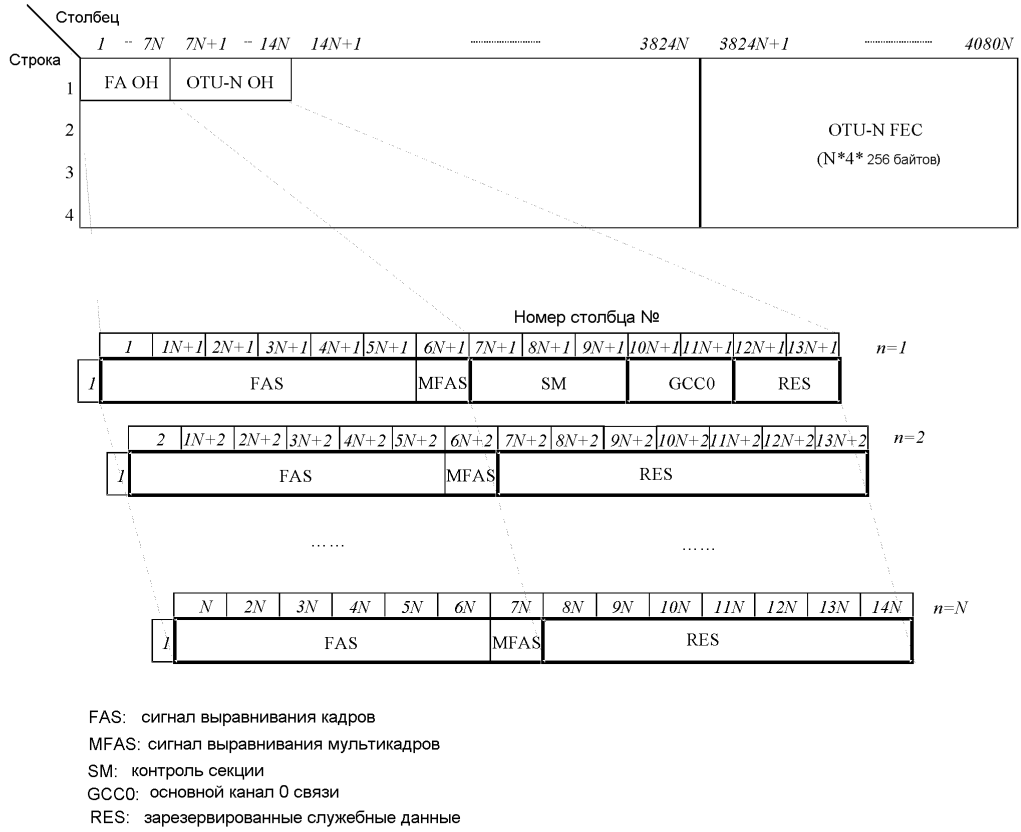 Столбец
1 -- 7N 7N+1 -- 14N 14N+1 ............ 3824N 3824N+1 ............ 4080N
Строка
1 FA OH OTU-N OH
2 OTU-N FEC
(N*4* 256 байтов)
3
4
Номер столбца №
1 1N+1 2N+1 3N+1 4N+1 5N+1 6N+1 7N+1 8N+1 9N+1 10N+1 11N+1 12N+1 13N+1 n=1
1 FAS MFAS SM GCC0 RES
2 1N+2 2N+2 3N+2 4N+2 5N+2 6N+2 7N+2 8N+2 9N+2 10N+2 11N+2 12N+2 13N+2 n=2
1 FAS MFAS RES
...... ......
N 2N 3N 4N 5N 6N 7N 8N 9N 10N 11N 12N 13N 14N n=N
1 FAS MFAS RES
FAS: сигнал выравнивания кадров
MFAS: сигнал выравнивания мультикадров
SM: контроль секции
GCC0: основной канал 0 связи
RES: зарезервированные служебные данные